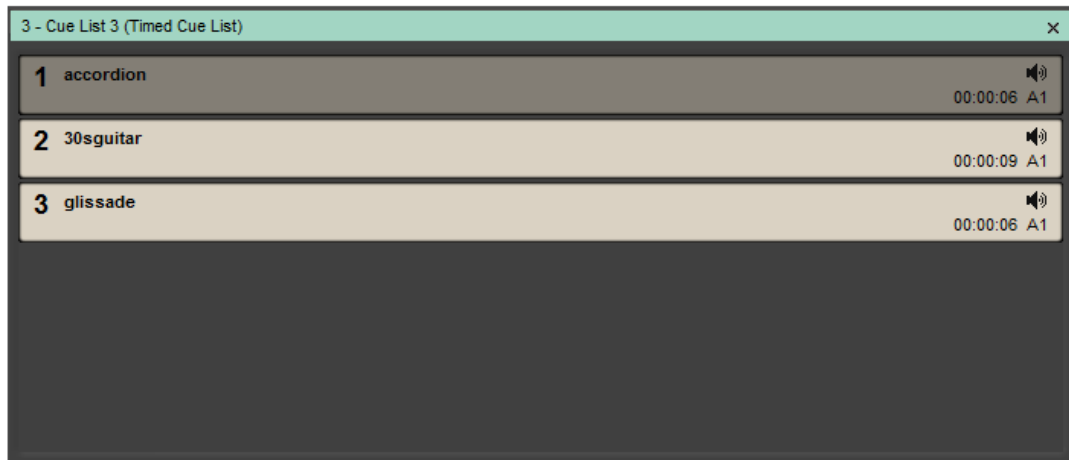 3 - Cue List 3 (Timed Cue List)
1 accordion
00:00:06 A1
2 30sguitar
00:00:09 A1
3 glissade
00:00:06 A1